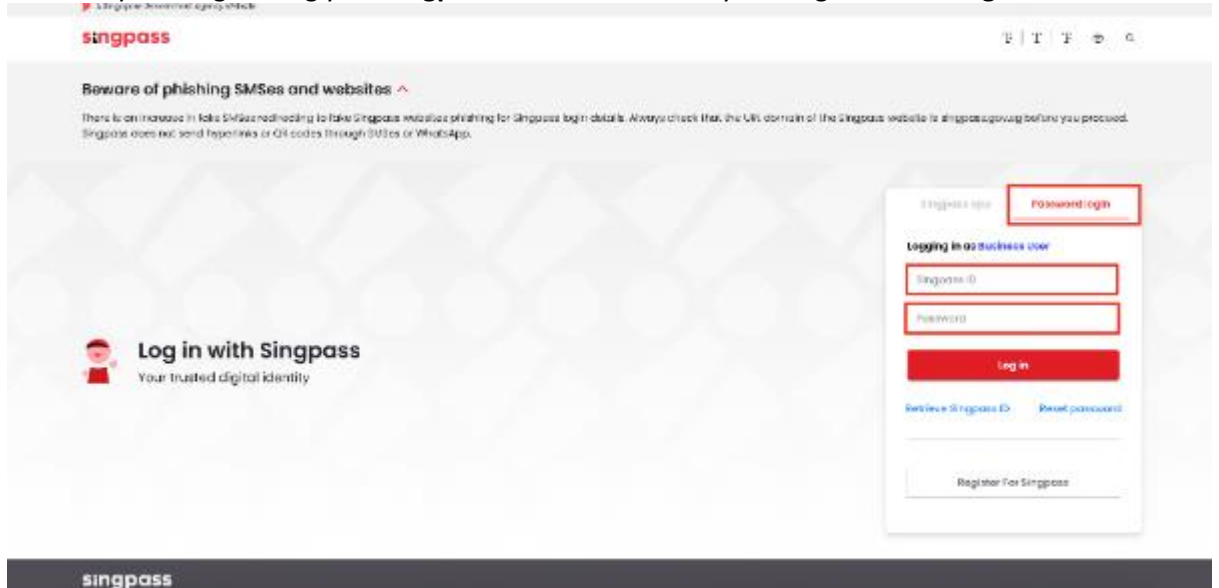 A Singapore Government Agency Website
singpass
T | T | T
Beware of phishing SMSes and websites
There is an increase in fake SMSes redirecting to fake Singpass websites phishing for Singpass login details. Always check that the URL domain of the Singpass website is singpass.gov.sg before you proceed.
Singpass does not send hyperlinks or QR codes through SMSes or WhatsApp.
Singpass app
Password login
Logging in as Business User
Singpass ID
Password
Log in with Singpass
Your trusted digital identity
Log in
Retrieve Singpass ID
Reset password
Register For Singpass
singpass